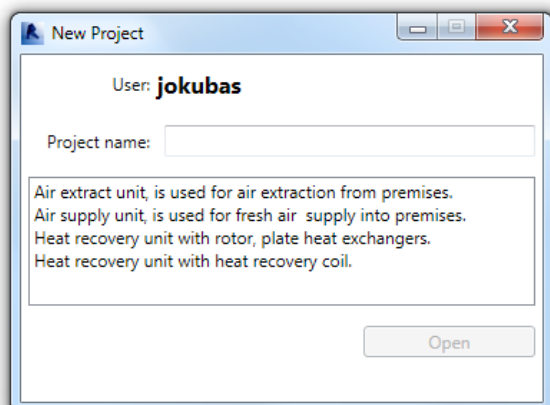 New Project
User: jokubas
Project name:
Air extract unit, is used for air extraction from premises.
Air supply unit, is used for fresh air  supply into premises.
Heat recovery unit with rotor, plate heat exchangers.
Heat recovery unit with heat recovery coil.
Open